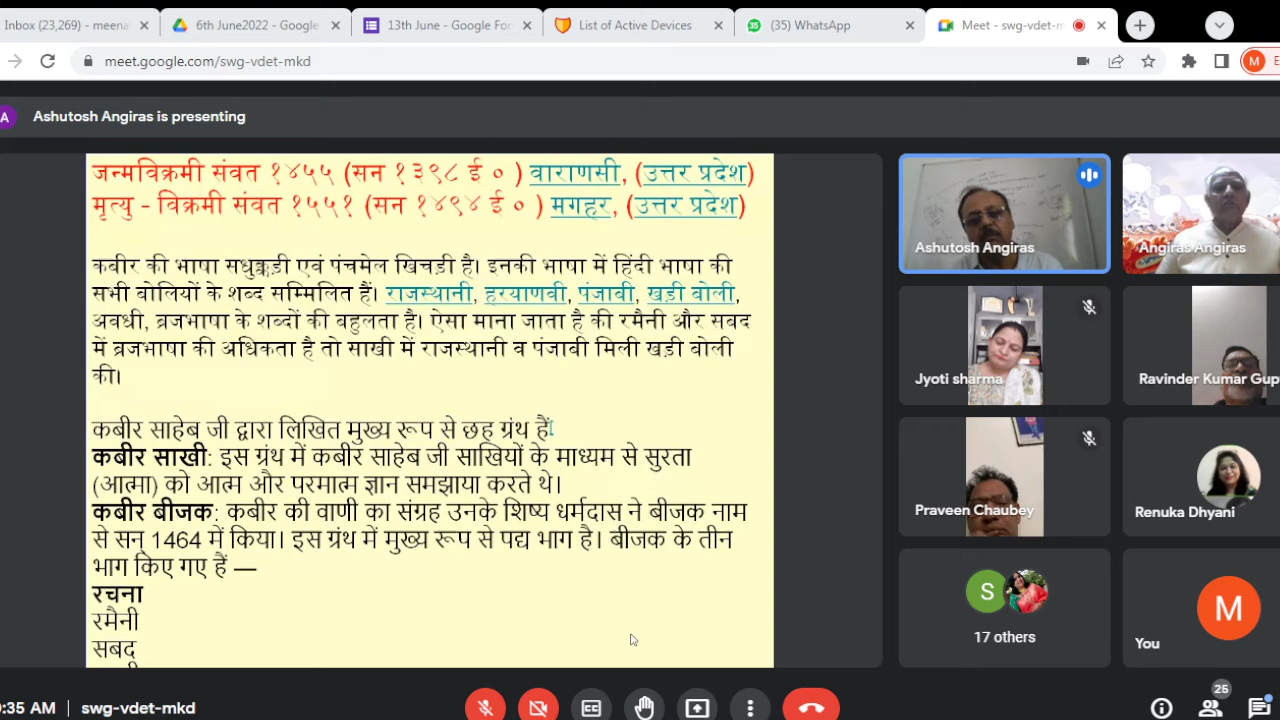 Inbox (23,269) - meena
6th June2022 - Google
13th June - Google For
List of Active Devices
(35) WhatsApp
Meet - swg-vdet-m
meet.google.com/swg-vdet-mkd
M
E
A
Ashutosh Angiras is presenting
जन्मविक्रमी संवत १४५५ (सन १३९८ ई ० ) वाराणसी, (उत्तर प्रदेश)
मृत्यु - विक्रमी संवत १५५१ (सन १४९४ ई ० ) मगहर, (उत्तर प्रदेश)
कबीर की भाषा सधुक्कड़ी एवं पंचमेल खिचड़ी है। इनकी भाषा में हिंदी भाषा की
सभी बोलियों के शब्द सम्मिलित हैं। राजस्थानी, हरयाणवी, पंजाबी, खड़ी बोली,
अवधी, ब्रजभाषा के शब्दों की बहुलता है। ऐसा माना जाता है की रमैनी और सबद
में ब्रजभाषा की अधिकता है तो साखी में राजस्थानी व पंजाबी मिली खड़ी बोली
की।
कबीर साहेब जी द्वारा लिखित मुख्य रूप से छह ग्रंथ हैं
कबीर साखी: इस ग्रंथ में कबीर साहेब जी साखियों के माध्यम से सुरता
(आत्मा) को आत्म और परमात्म ज्ञान समझाया करते थे।
कबीर बीजक: कबीर की वाणी का संग्रह उनके शिष्य धर्मदास ने बीजक नाम
से सन् 1464 में किया। इस ग्रंथ में मुख्य रूप से पद्य भाग है। बीजक के तीन
भाग किए गए हैं —
रचना
रमैनी
सबद
Ashutosh Angiras
Angiras Angiras
Jyoti sharma
Ravinder Kumar Gup
Praveen Chaubey
Renuka Dhyani
S
17 others
M
You
:35 AM | swg-vdet-mkd
25